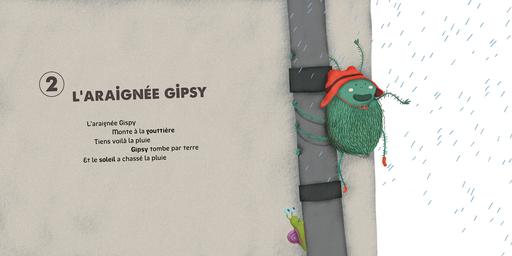 2
L'ARAiGNÉE GiPSY
L'araignée Gispy
Monte à la gouttière
Tiens voilà la pluie
Gipsy tombe par terre
Et le soleil a chassé la pluie